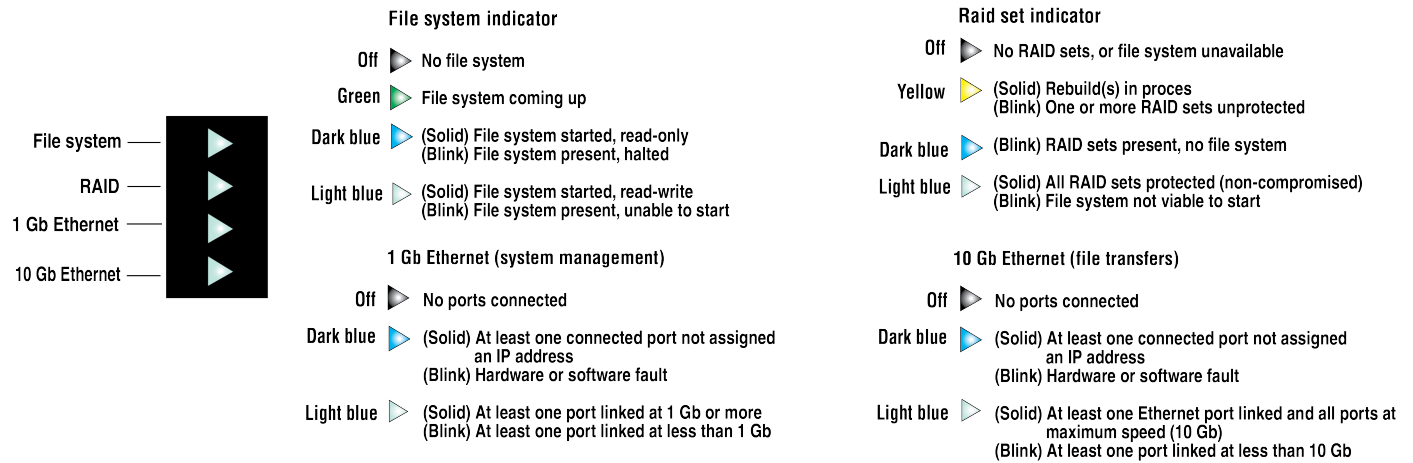 File system
RAID
1 Gb Ethernet
10 Gb Ethernet
File system indicator
Off No file system
Green File system coming up
Dark blue (Solid) File system started, read-only
(Blink) File system present, halted
Light blue (Solid) File system started, read-write
(Blink) File system present, unable to start
Raid set indicator
Off No RAID sets, or file system unavailable
Yellow (Solid) Rebuild(s) in proces
(Blink) One or more RAID sets unprotected
Dark blue (Blink) RAID sets present, no file system
Light blue (Solid) All RAID sets protected (non-compromised)
(Blink) File system not viable to start
1 Gb Ethernet (system management)
Off No ports connected
Dark blue (Solid) At least one connected port not assigned
an IP address
(Blink) Hardware or software fault
Light blue (Solid) At least one port linked at 1 Gb or more
(Blink) At least one port linked at less than 1 Gb
10 Gb Ethernet (file transfers)
Off No ports connected
Dark blue (Solid) At least one connected port not assigned
an IP address
(Blink) Hardware or software fault
Light blue (Solid) At least one Ethernet port linked and all ports at
maximum speed (10 Gb)
(Blink) At least one port linked at less than 10 Gb